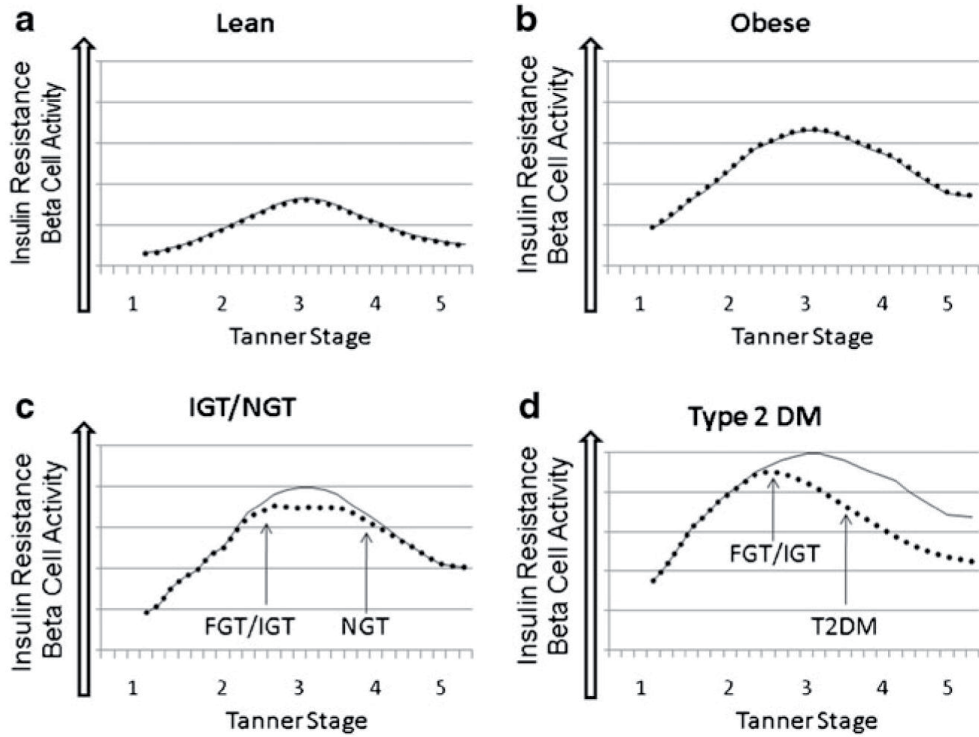 a
Lean
Insulin Resistance
Beta Cell Activity
1 2 3 4 5
Tanner Stage
b
Obese
Insulin Resistance
Beta Cell Activity
1 2 3 4 5
Tanner Stage
c
IGT/NGT
Insulin Resistance
Beta Cell Activity
FGT/IGT NGT
1 2 3 4 5
Tanner Stage
d
Type 2 DM
Insulin Resistance
Beta Cell Activity
FGT/IGT
T2DM
1 2 3 4 5
Tanner Stage